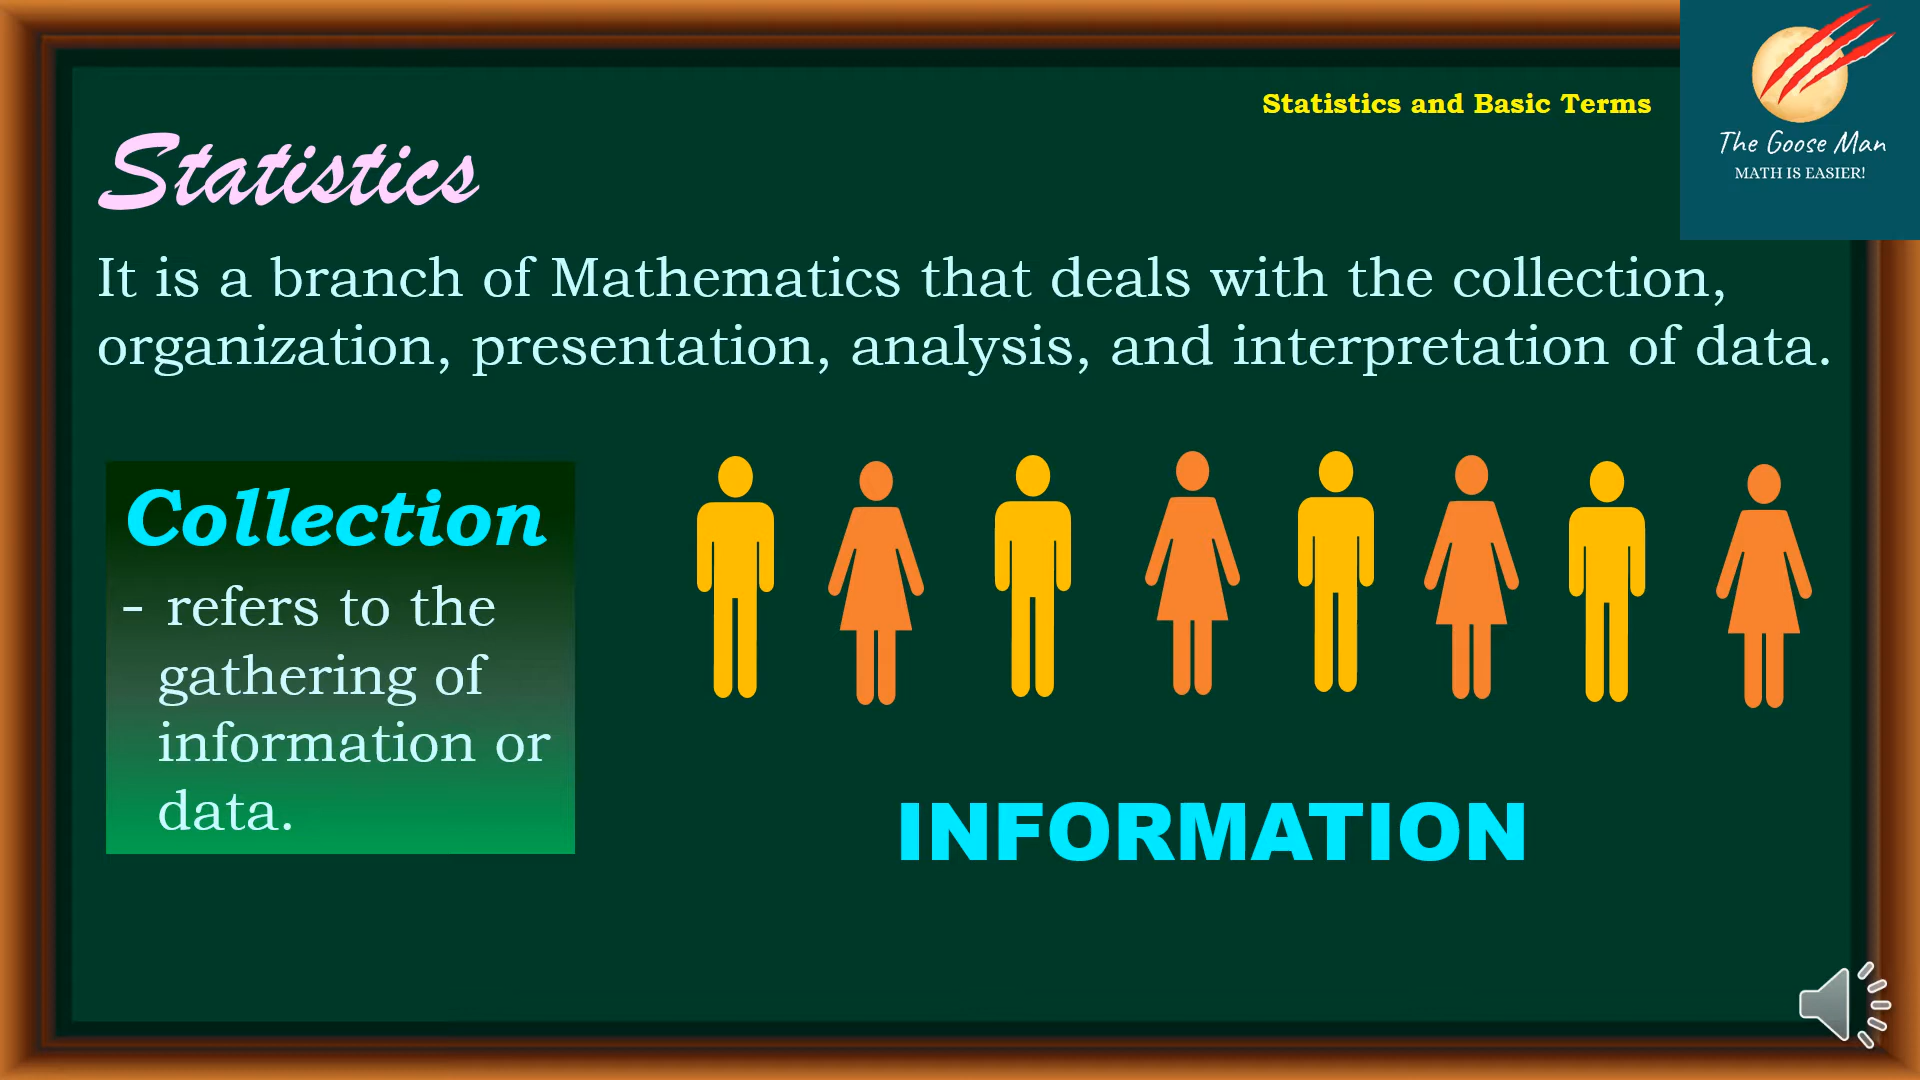 Statistics and Basic Terms
The Goose Man
MATH IS EASIER!
Statistics
It is a branch of Mathematics that deals with the collection,
organization, presentation, analysis, and interpretation of data.
Collection
- refers to the
gathering of
information or
data.
INFORMATION